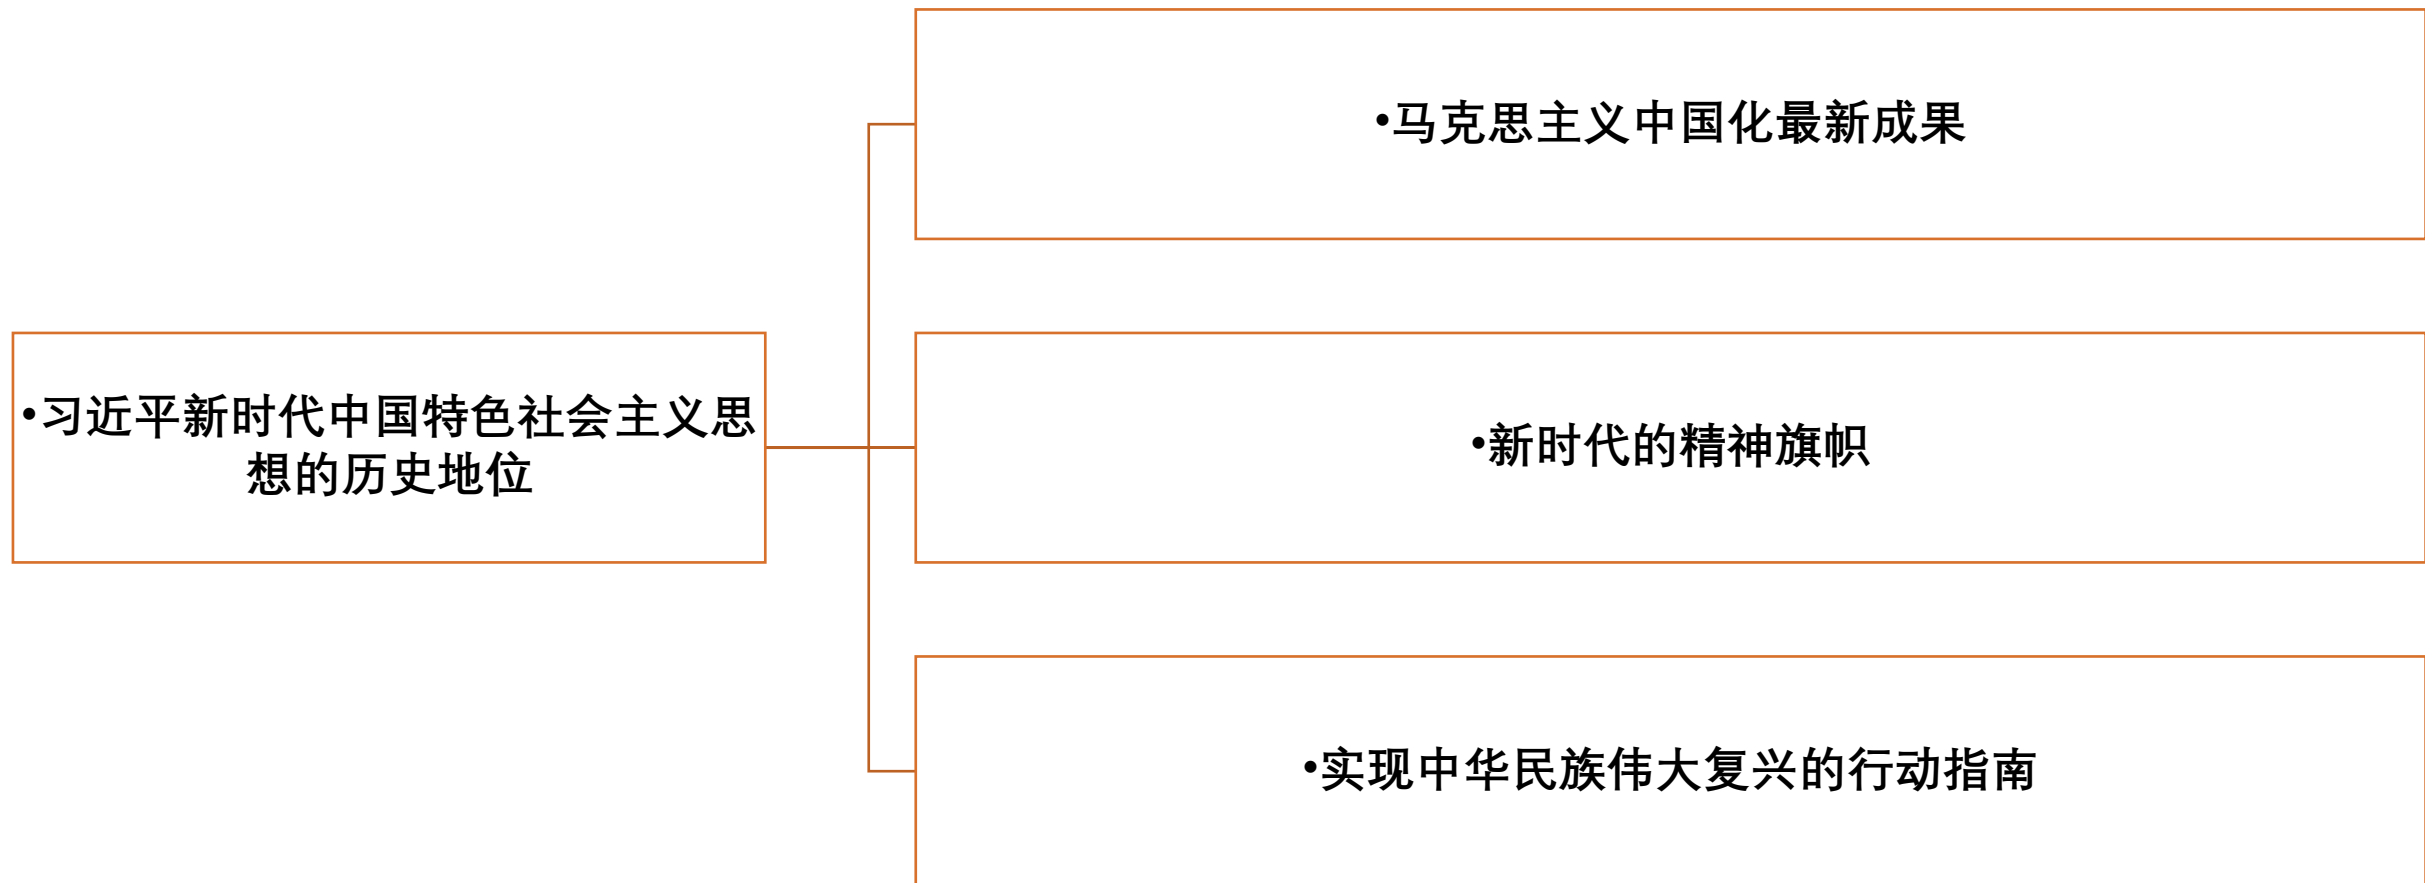 •马克思主义中国化最新成果
•习近平新时代中国特色社会主义思
想的历史地位
•新时代的精神旗帜
•实现中华民族伟大复兴的行动指南